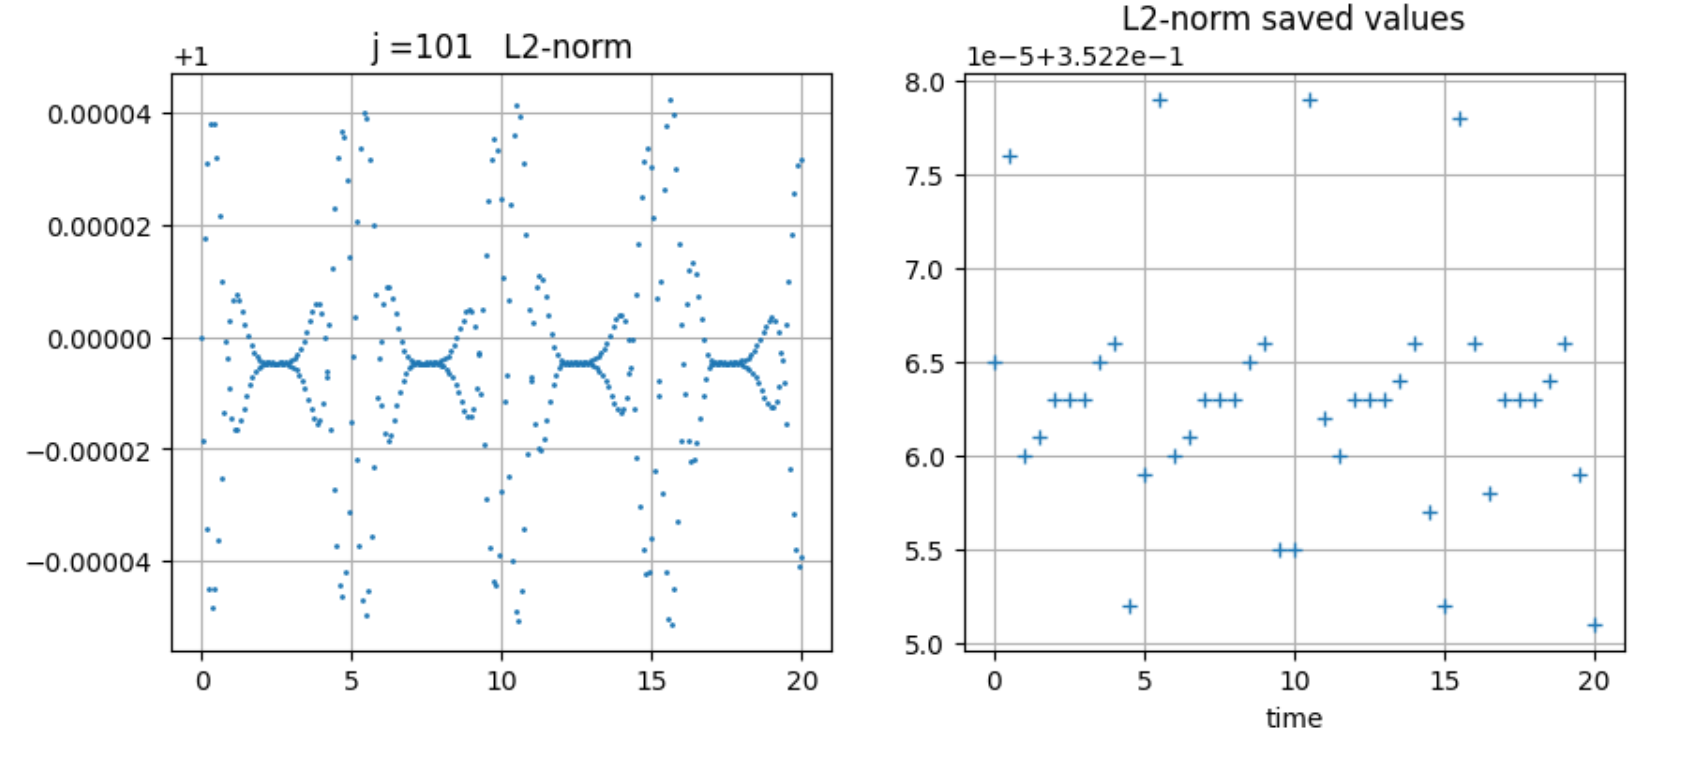 j =101   L2-norm
+1
0.00004
0.00002
0.00000
−0.00002
−0.00004
0 5 10 15 20
L2-norm saved values
1e−5+3.522e−1
8.0
7.5
7.0
6.5
6.0
5.5
5.0
0 5 10 15 20
time